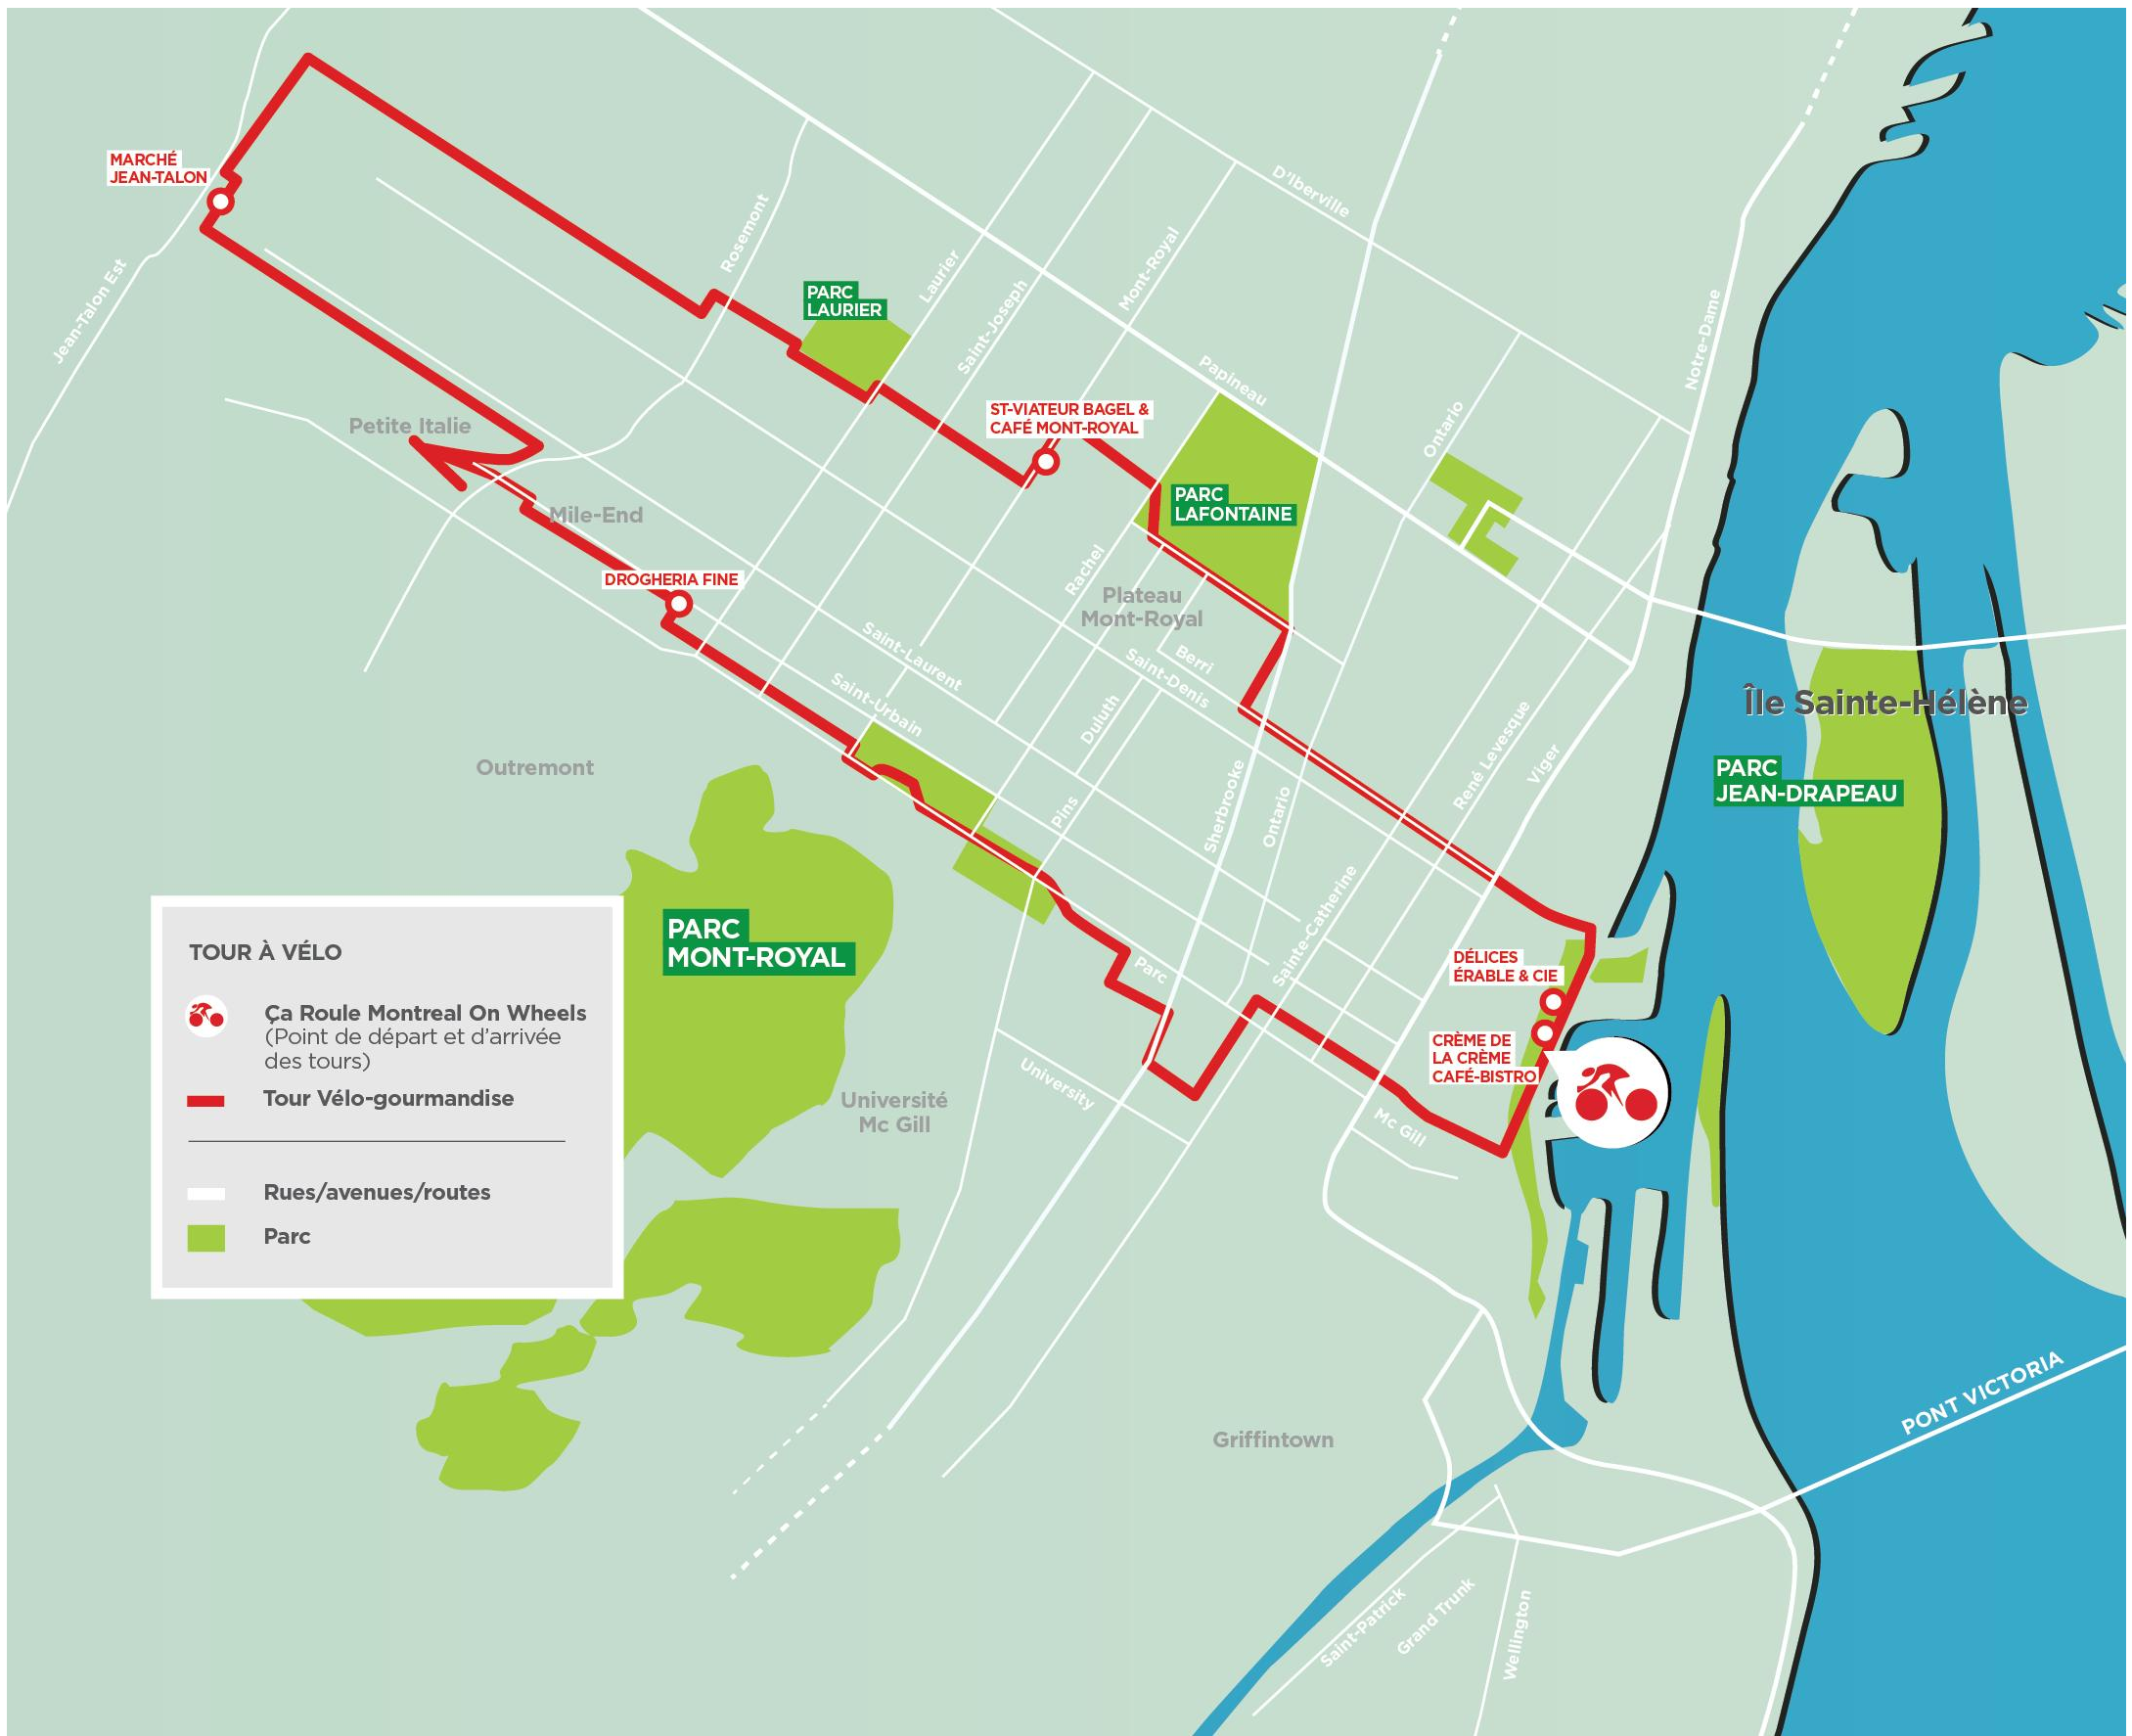 MARCHÉ
JEAN-TALON
Jean-Talon Est
Rosemont
PARC
LAURIER
Laurier
Saint-Joseph
Mont-Royal
D'Iberville
Papineau
Notre-Dame
Ontario
Petite Italie
ST-VIATEUR BAGEL &
CAFÉ MONT-ROYAL
PARC
LAFONTAINE
Mile-End
DROGHERIA FINE
Rachel
Plateau
Mont-Royal
Berri
Saint-Denis
Saint-Laurent
Saint-Urbain
Duluth
Pins
Sherbrooke
Ontario
René Levesque
Viger
Sainte-Catherine
Île Sainte-Hélène
PARC
JEAN-DRAPEAU
Outremont
PARC
MONT-ROYAL
Parc
DÉLICES
ÉRABLE & CIE
CRÈME DE
LA CRÈME
CAFÉ-BISTRO
University
Mc Gill
Université
Mc Gill
TOUR À VÉLO
Ça Roule Montreal On Wheels
(Point de départ et d'arrivée
des tours)
Tour Vélo-gourmandise
Rues/avenues/routes
Parc
Griffintown
PONT VICTORIA
Saint-Patrick
Grand Trunk
Wellington